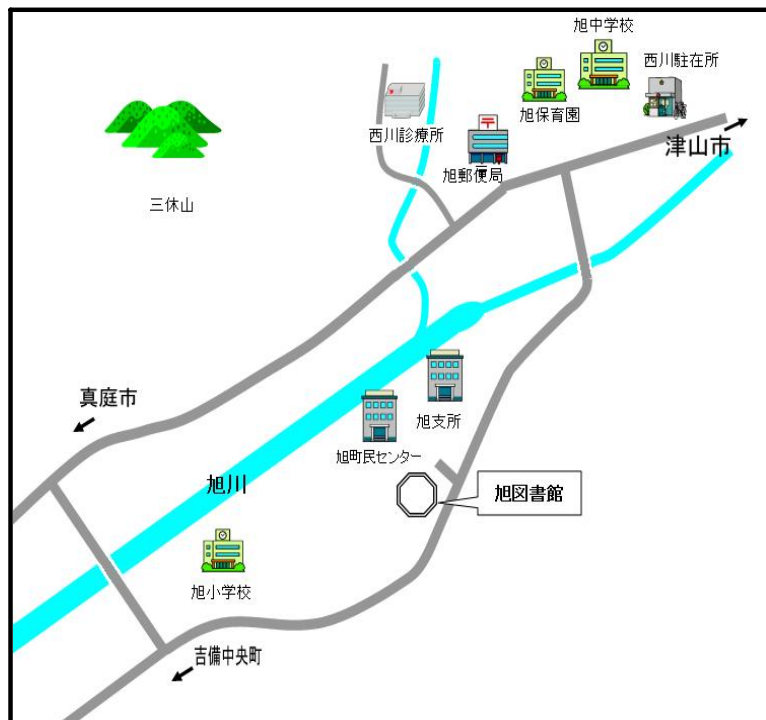 旭中学校
西川駐在所
旭保育園
西川診療所
旭郵便局
津山市
三休山
真庭市
旭支所
旭町民センター
旭川
旭図書館
旭小学校
吉備中央町